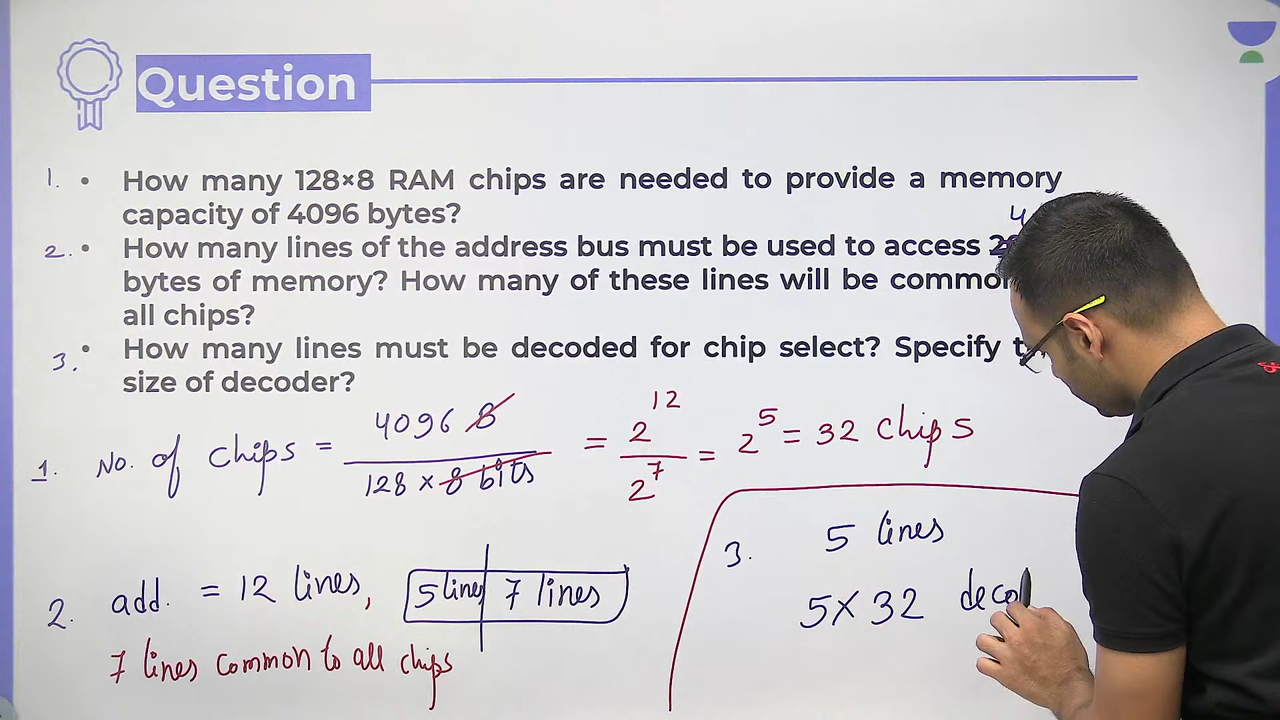 Question
1. • How many 128×8 RAM chips are needed to provide a memory
capacity of 4096 bytes?
4
2. • How many lines of the address bus must be used to access
bytes of memory? How many of these lines will be common
all chips?
3. • How many lines must be decoded for chip select? Specify
size of decoder?
1. No. of chips = 4096 B / 128 × 8 bits = 2^12 / 2^7 = 2^5 = 32 chips
2. add. = 12 lines, 5 lines 7 lines
7 lines common to all chips
3. 5 lines
5X32 deco